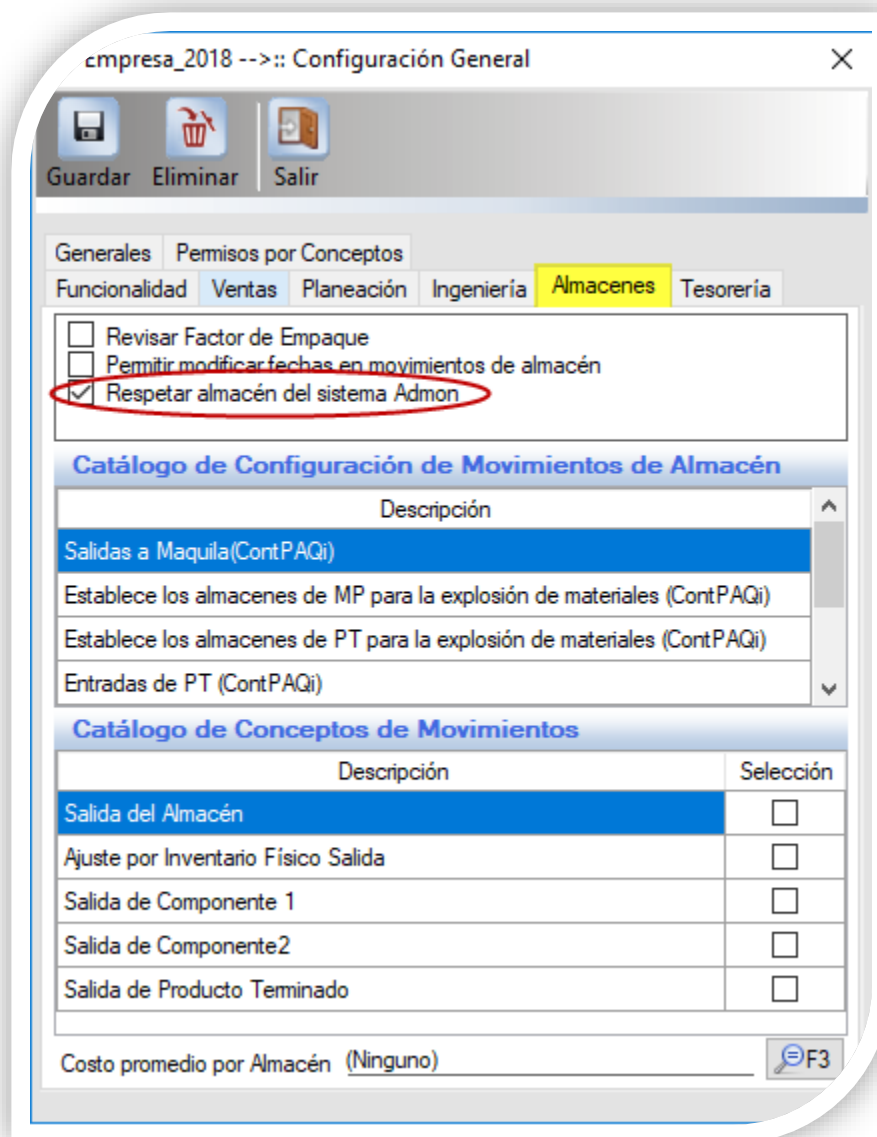 Empresa_2018 -->:: Configuración General
Guardar Eliminar Salir
Generales Permisos por Conceptos
Funcionalidad Ventas Planeación Ingeniería Almacenes Tesorería
Revisar Factor de Empaque
Permitir modificar fechas en movimientos de almacén
Respetar almacén del sistema Admon
Catálogo de Configuración de Movimientos de Almacén
Descripción
Salidas a Maquila(ContPAQi)
Establece los almacenes de MP para la explosión de materiales (ContPAQi)
Establece los almacenes de PT para la explosión de materiales (ContPAQi)
Entradas de PT (ContPAQi)
Catálogo de Conceptos de Movimientos
Descripción Selección
Salida del Almacén
Ajuste por Inventario Físico Salida
Salida de Componente 1
Salida de Componente2
Salida de Producto Terminado
Costo promedio por Almacén (Ninguno) F3